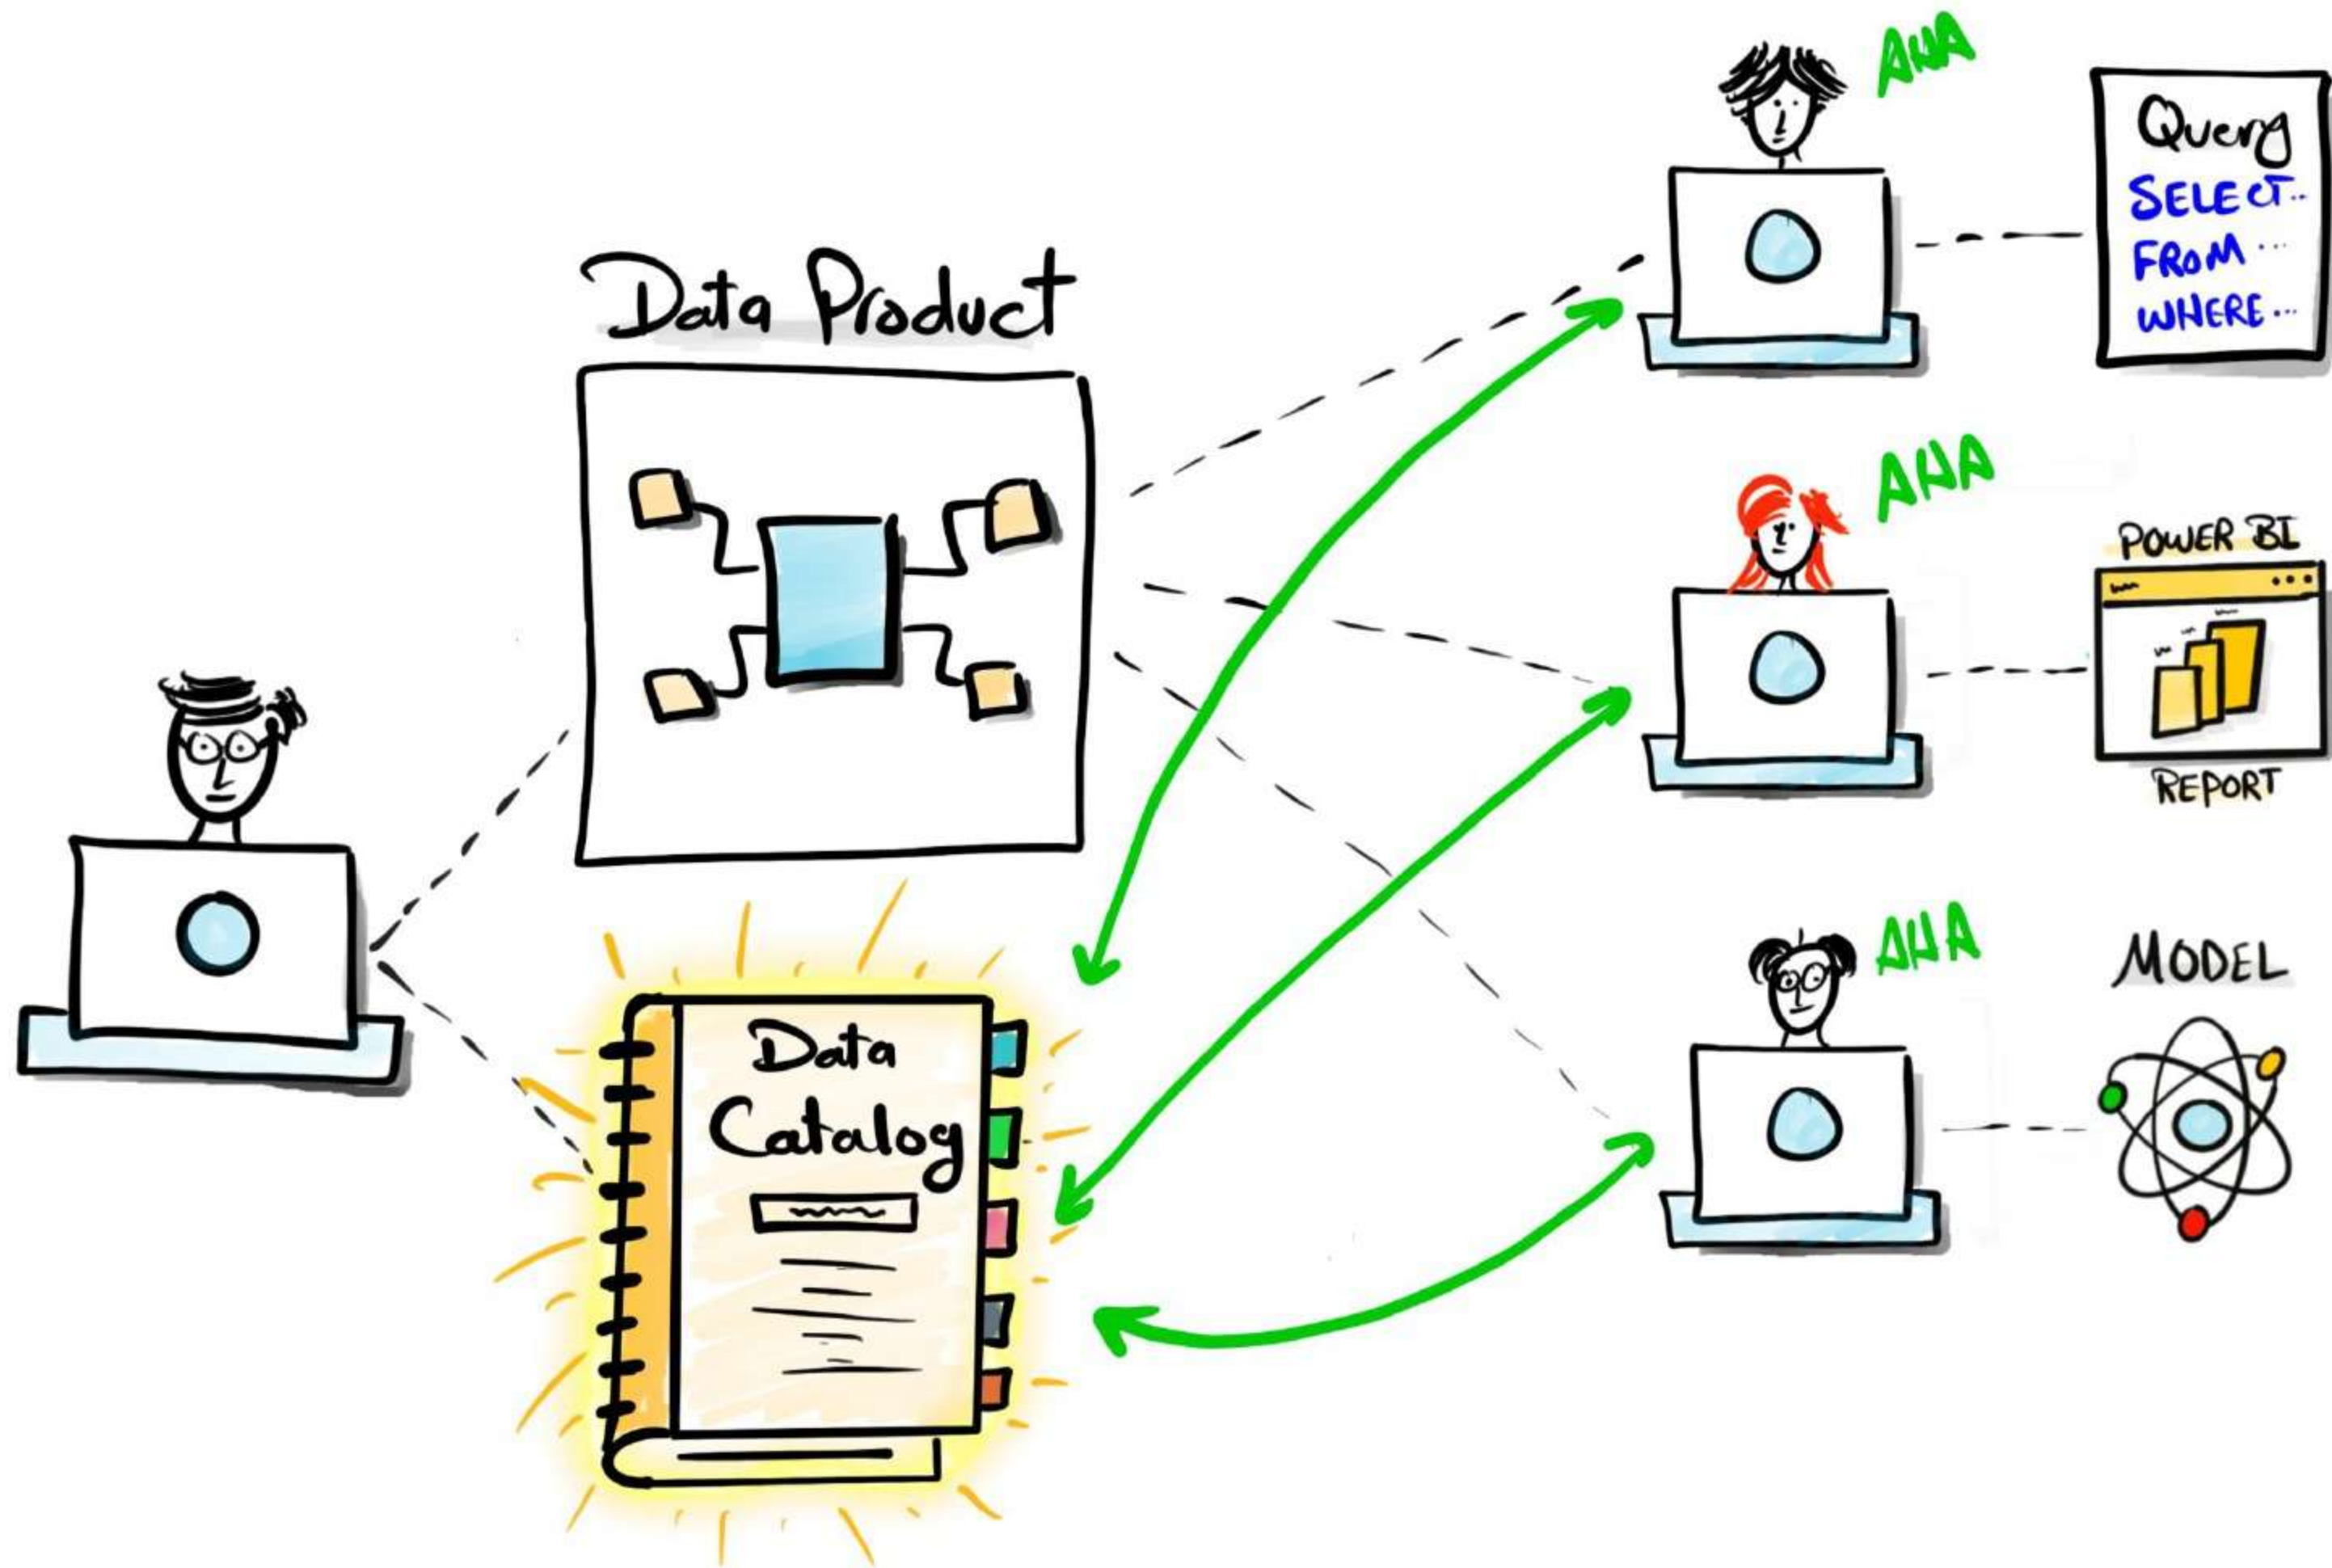 AHA
Query
SELECT..
FROM ...
WHERE...
Data Product
AHA
POWER BI
REPORT
AHA
MODEL
Data
Catalog